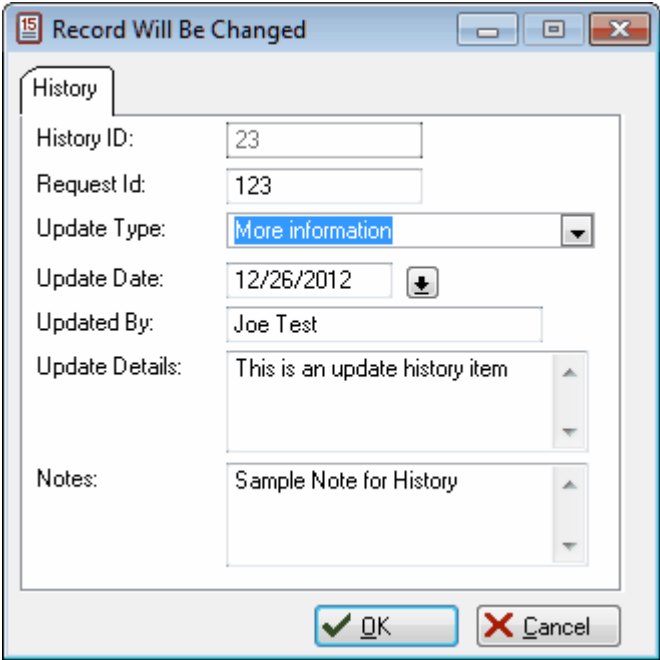 15 Record Will Be Changed
History
History ID: 23
Request Id: 123
Update Type: More information
Update Date: 12/26/2012
Updated By: Joe Test
Update Details: This is an update history item
Notes: Sample Note for History
OK Cancel